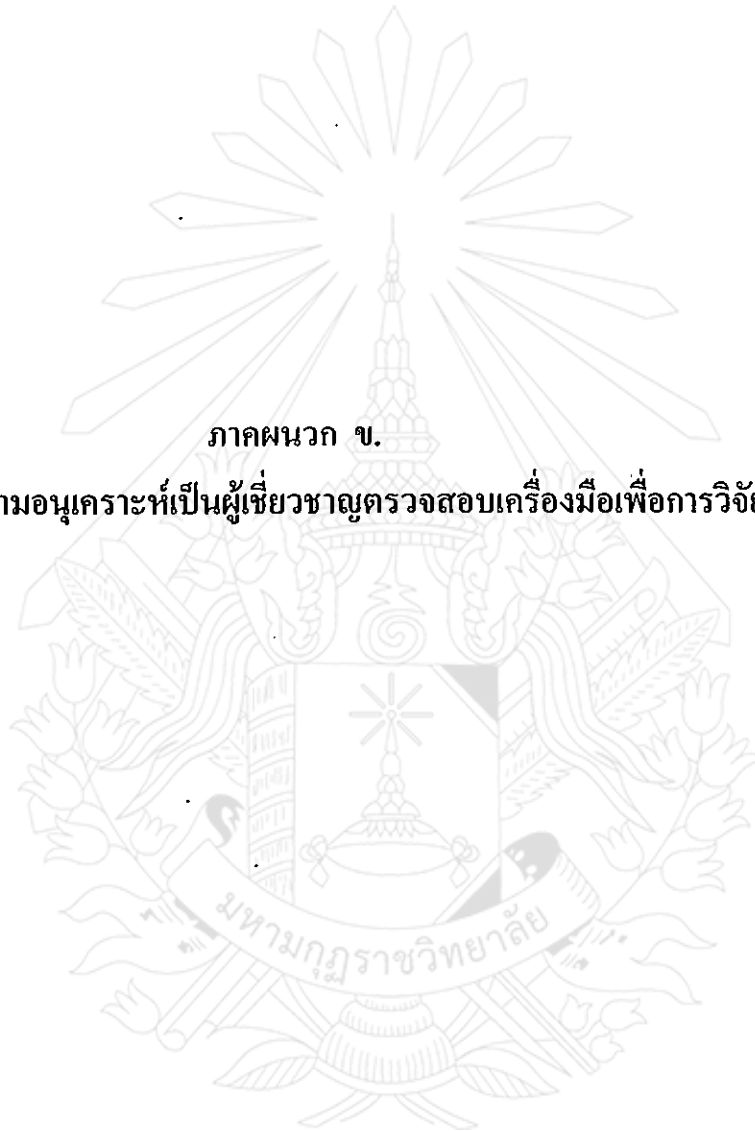 ภาคผนวก ข.
ามอนุเคราะห์เป็นผู้เชี่ยวชาญตรวจสอบเครื่องมือเพื่อการวิจัย
มหามกุฏราชวิทยาลัย